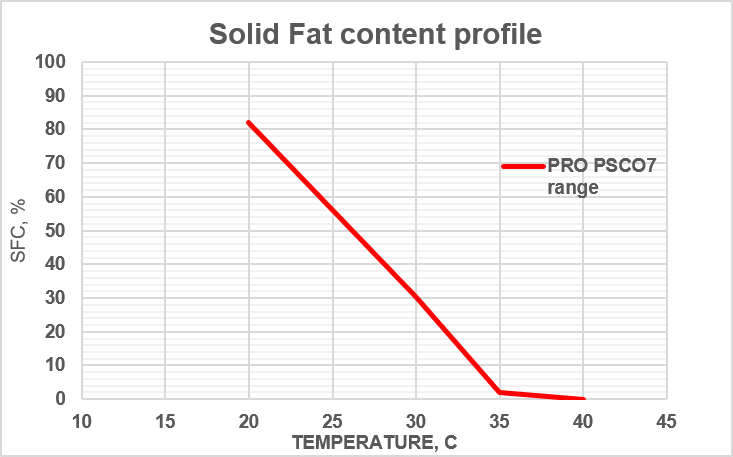 Solid Fat content profile
100
90
80
70
60
50
40
30
20
10
0
SFC, %
PRO PSCO7
range
10 15 20 25 30 35 40 45
TEMPERATURE, C